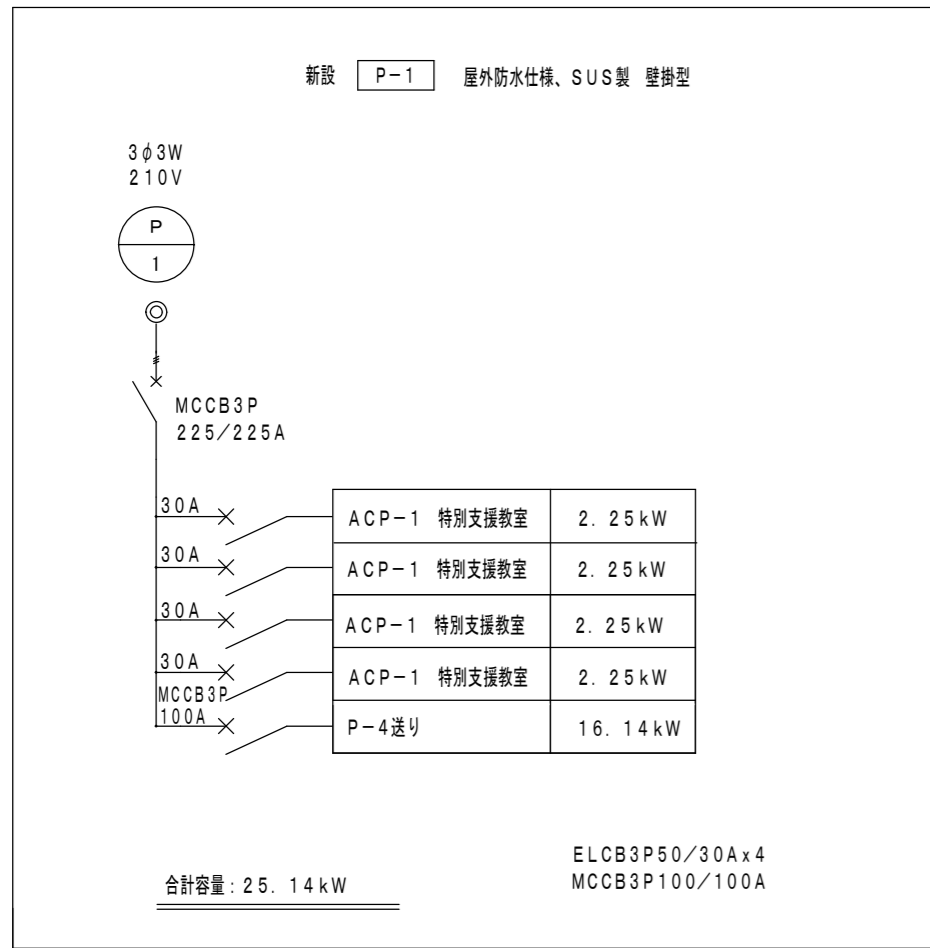 新設 P-1 屋外防水仕様、SUS製 壁掛型
3φ3W
210V
P
1
MCCB3P
225/225A
30A ACP-1 特別支援教室 2.25kW
30A ACP-1 特別支援教室 2.25kW
30A ACP-1 特別支援教室 2.25kW
30A ACP-1 特別支援教室 2.25kW
MCCB3P
100A P-4送り 16.14kW
ELCB3P50/30Ax4
MCCB3P100/100A
合計容量:25.14kW